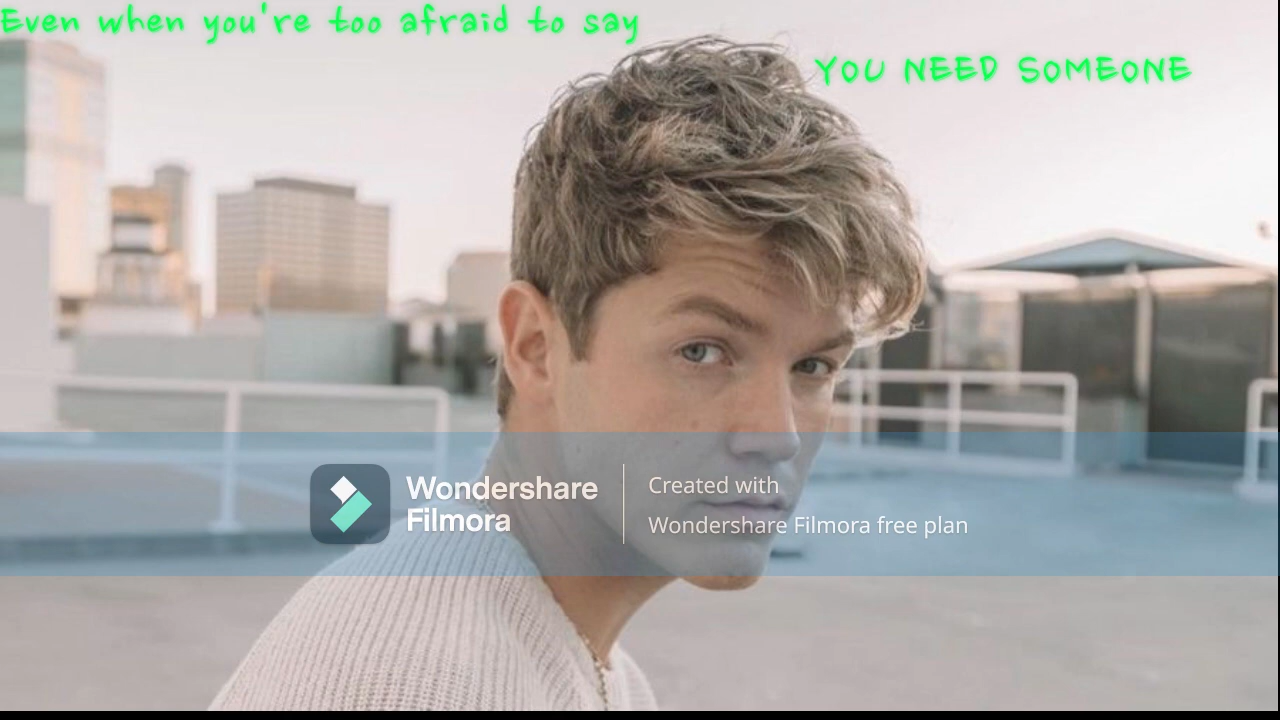 Even when you're too afraid to say
YOU NEED SOMEONE
Wondershare
Filmora
Created with
Wondershare Filmora free plan